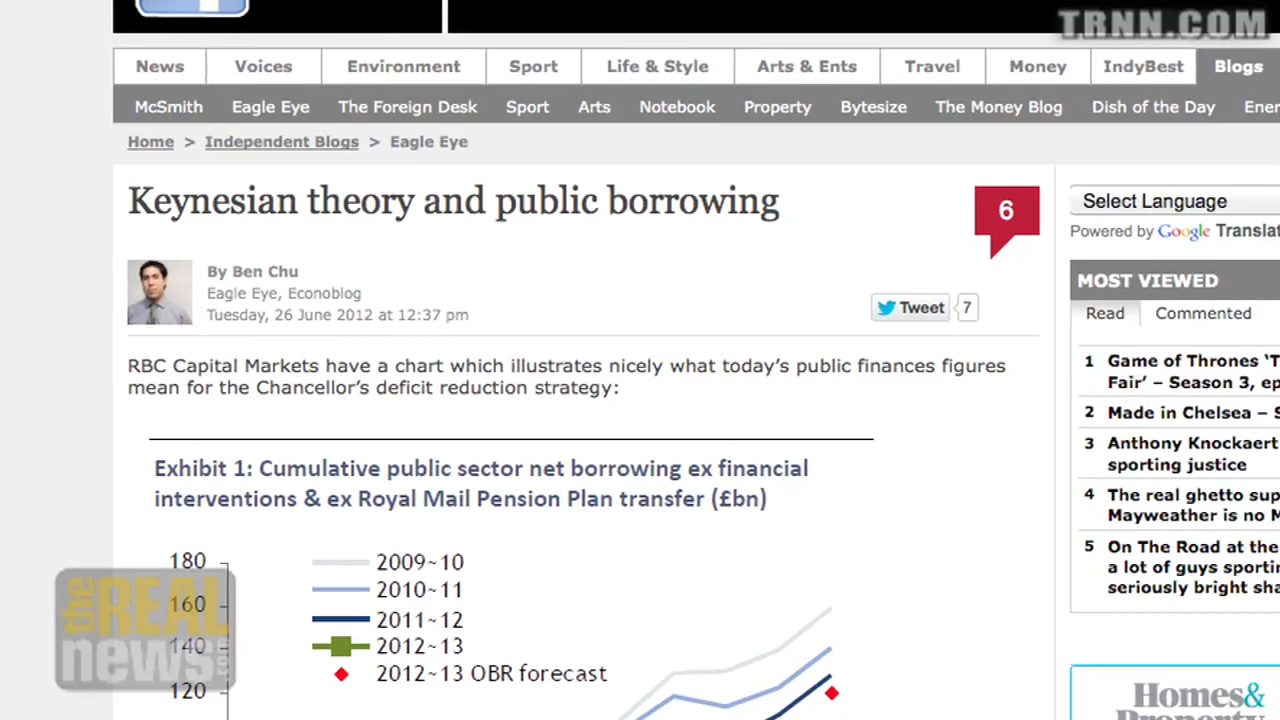 TRNN.COM
News Voices Environment Sport Life & Style Arts & Ents Travel Money IndyBest Blogs
McSmith Eagle Eye The Foreign Desk Sport Arts Notebook Property Bytesize The Money Blog Dish of the Day
Home > Independent Blogs > Eagle Eye
Keynesian theory and public borrowing
6
By Ben Chu
Eagle Eye, Econoblog
Tuesday, 26 June 2012 at 12:37 pm
Tweet 7
RBC Capital Markets have a chart which illustrates nicely what today's public finances figures
mean for the Chancellor's deficit reduction strategy:
Exhibit 1: Cumulative public sector net borrowing ex financial
interventions & ex Royal Mail Pension Plan transfer (£bn)
180
160
140
120
2009~10
2010~11
2011~12
2012~13
2012~13 OBR forecast
the REAL
news.com
Select Language
Powered by Google
MOST VIEWED
Read Commented
1 Game of Thrones
Fair' – Season 3,
2 Made in Chelsea –
3 Anthony Knockaert
sporting justice
4 The real ghetto
Mayweather is no
5 On The Road at the
a lot of guys
seriously bright
Homes&
Property